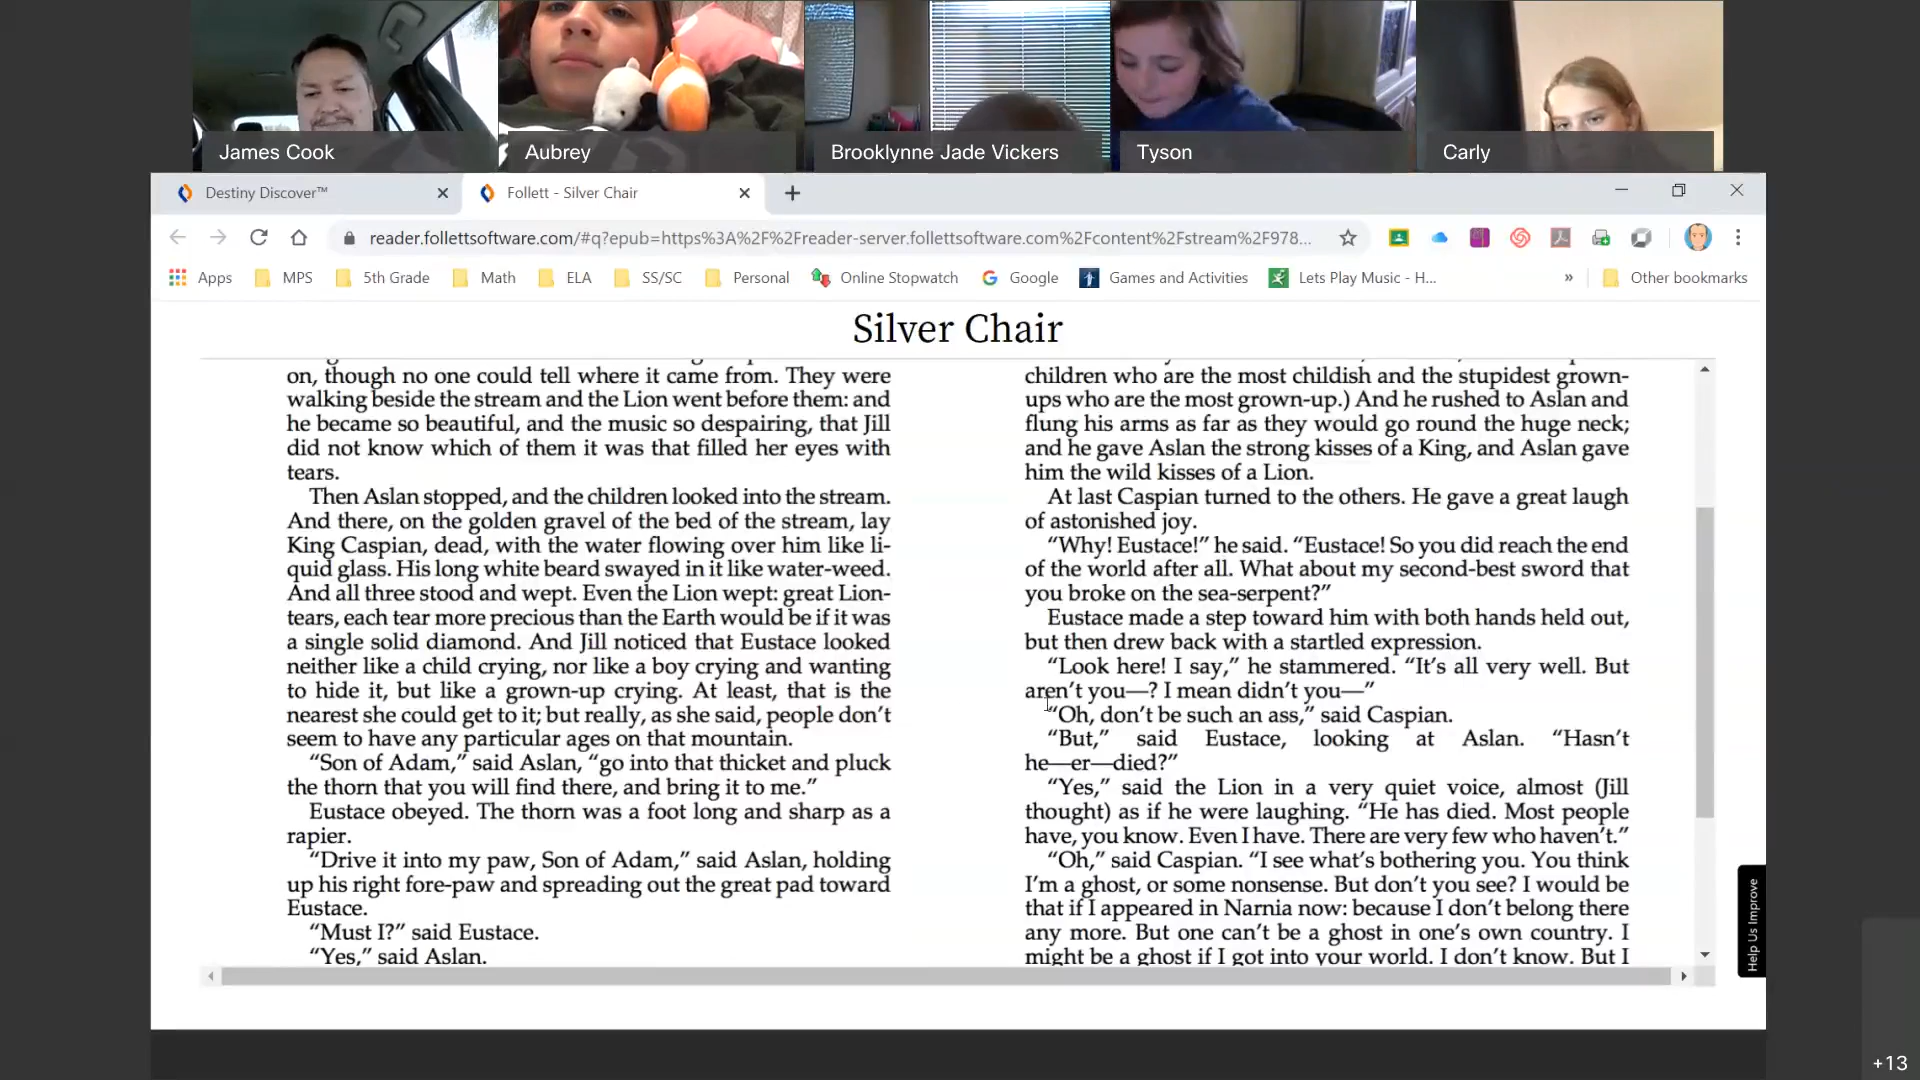 James Cook
Aubrey
Brooklynne Jade Vickers
Tyson
Carly
Destiny Discover™
Follett - Silver Chair
reader.follettsoftware.com/#q?epub=https%3A%2F%2Freader-server.follettsoftware.com%2Fcontent%2Fstream%2F978...
Apps
MPS
5th Grade
Math
ELA
SS/SC
Personal
Online Stopwatch
Google
Games and Activities
Lets Play Music - H...
»
Other bookmarks
Silver Chair
on, though no one could tell where it came from. They were
walking beside the stream and the Lion went before them: and
he became so beautiful, and the music so despairing, that Jill
did not know which of them it was that filled her eyes with
tears.
Then Aslan stopped, and the children looked into the stream.
And there, on the golden gravel of the bed of the stream, lay
King Caspian, dead, with the water flowing over him like li-
quid glass. His long white beard swayed in it like water-weed.
And all three stood and wept. Even the Lion wept: great Lion-
tears, each tear more precious than the Earth would be if it was
a single solid diamond. And Jill noticed that Eustace looked
neither like a child crying, nor like a boy crying and wanting
to hide it, but like a grown-up crying. At least, that is the
nearest she could get to it; but really, as she said, people don’t
seem to have any particular ages on that mountain.
“Son of Adam,” said Aslan, “go into that thicket and pluck
the thorn that you will find there, and bring it to me.”
Eustace obeyed. The thorn was a foot long and sharp as a
rapier.
“Drive it into my paw, Son of Adam,” said Aslan, holding
up his right fore-paw and spreading out the great pad toward
Eustace.
“Must I?” said Eustace.
“Yes,” said Aslan.
children who are the most childish and the stupidest grown-
ups who are the most grown-up.) And he rushed to Aslan and
flung his arms as far as they would go round the huge neck;
and he gave Aslan the strong kisses of a King, and Aslan gave
him the wild kisses of a Lion.
At last Caspian turned to the others. He gave a great laugh
of astonished joy.
“Why! Eustace!” he said. “Eustace! So you did reach the end
of the world after all. What about my second-best sword that
you broke on the sea-serpent?”
Eustace made a step toward him with both hands held out,
but then drew back with a startled expression.
“Look here! I say,” he stammered. “It’s all very well. But
aren’t you—? I mean didn’t you—”
“Oh, don’t be such an ass,” said Caspian.
“But,” said Eustace, looking at Aslan. “Hasn’t
he—er—died?”
“Yes,” said the Lion in a very quiet voice, almost (Jill
thought) as if he were laughing. “He has died. Most people
have, you know. Even I have. There are very few who haven’t.”
“Oh,” said Caspian. “I see what’s bothering you. You think
I’m a ghost, or some nonsense. But don’t you see? I would be
that if I appeared in Narnia now: because I don’t belong there
any more. But one can’t be a ghost in one’s own country. I
might be a ghost if I got into your world. I don’t know. But I
Help Us Improve
+13